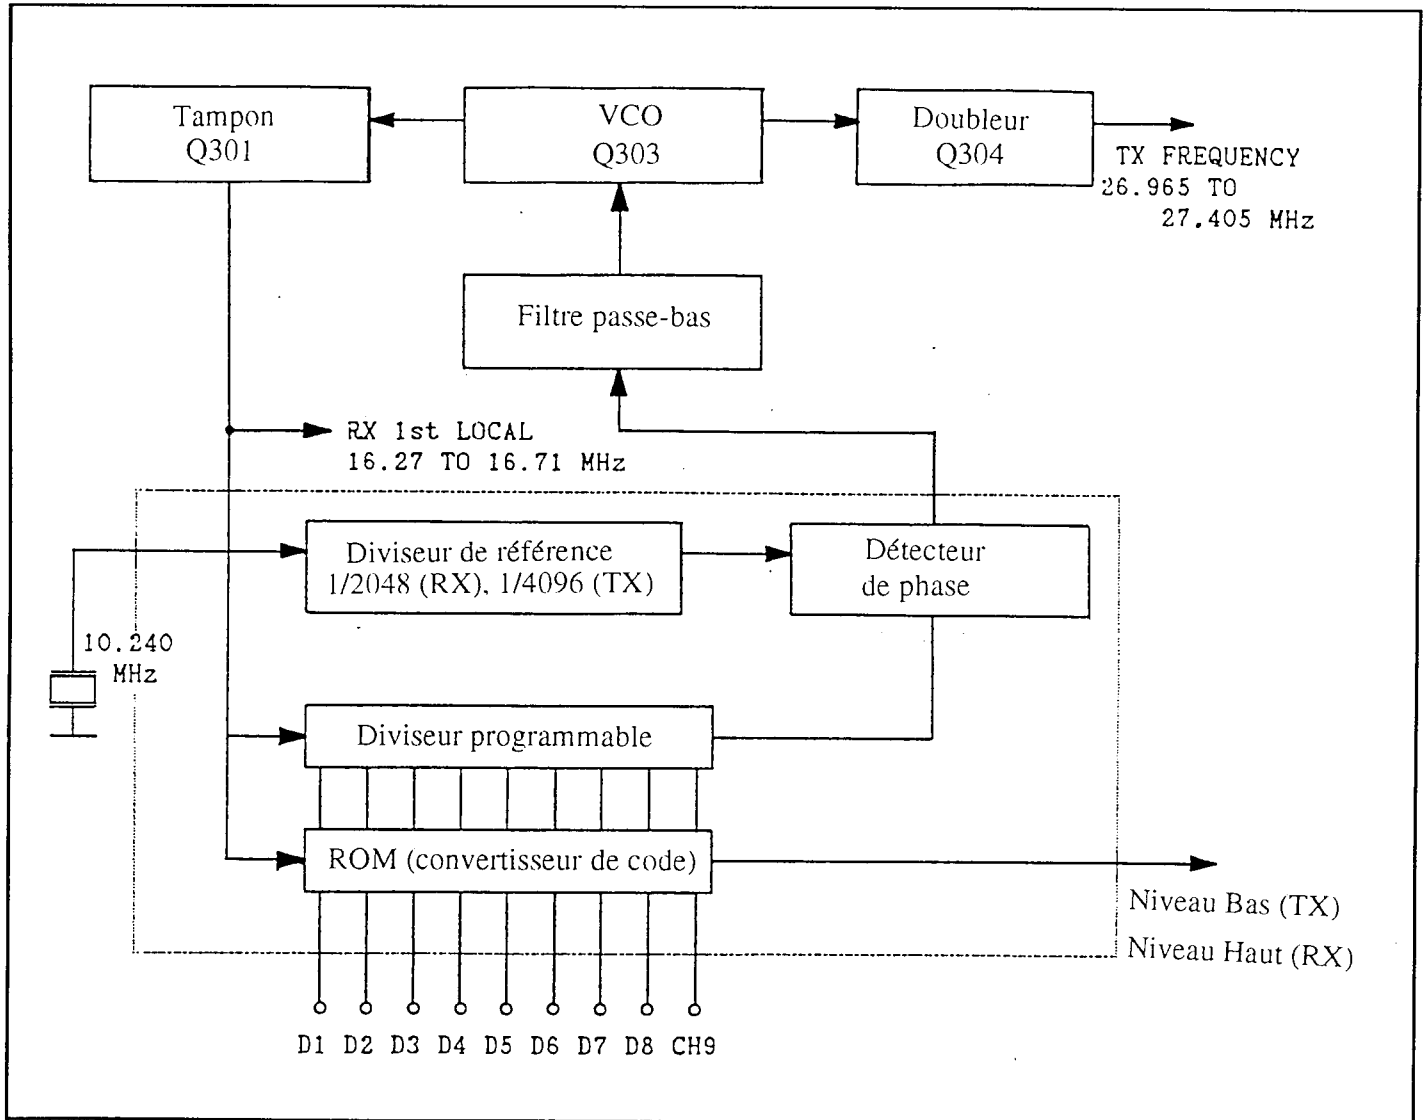 Tampon
Q301
VCO
Q303
Doubleur
Q304
TX FREQUENCY
26.965 TO
27.405 MHz
Filtre passe-bas
RX 1st LOCAL
16.27 TO 16.71 MHz
Diviseur de référence
1/2048 (RX), 1/4096 (TX)
Détecteur
de phase
10.240
MHz
Diviseur programmable
ROM (convertisseur de code)
Niveau Bas (TX)
Niveau Haut (RX)
D1 D2 D3 D4 D5 D6 D7 D8 CH9